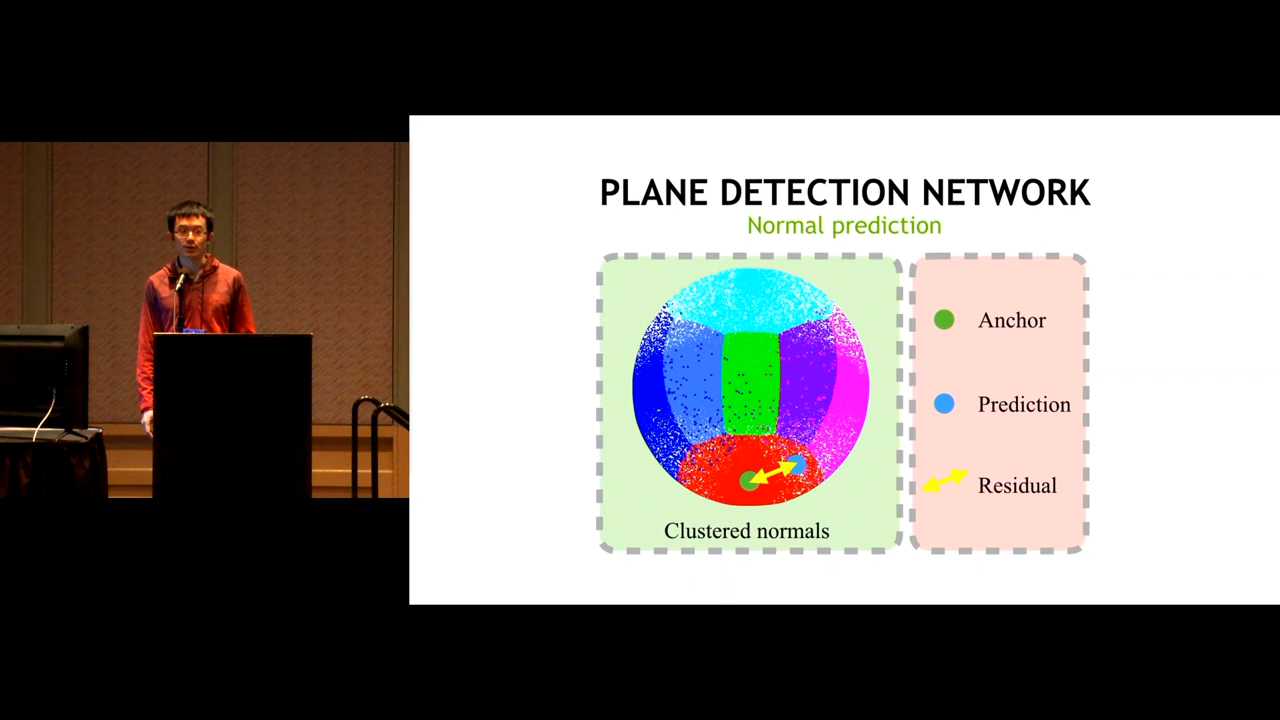 PLANE DETECTION NETWORK
Normal prediction
Anchor
Prediction
Residual
Clustered normals